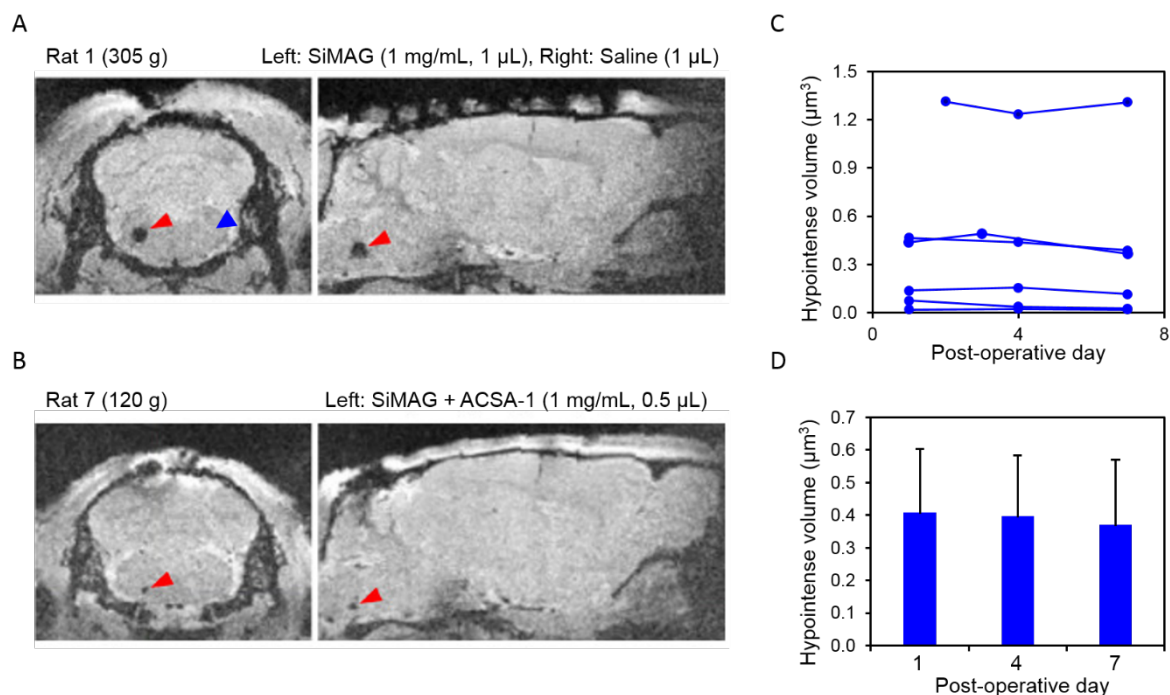 A
Rat 1 (305 g)
Left: SiMAG (1 mg/mL, 1 µL), Right: Saline (1 µL)
B
Rat 7 (120 g)
Left: SiMAG + ACSA-1 (1 mg/mL, 0.5 µL)
C
Hypointense volume (µm³)
1.5
1.2
0.9
0.6
0.3
0.0
0
4
8
Post-operative day
D
Hypointense volume (µm³)
0.7
0.6
0.5
0.4
0.3
0.2
0.1
0.0
1
4
7
Post-operative day